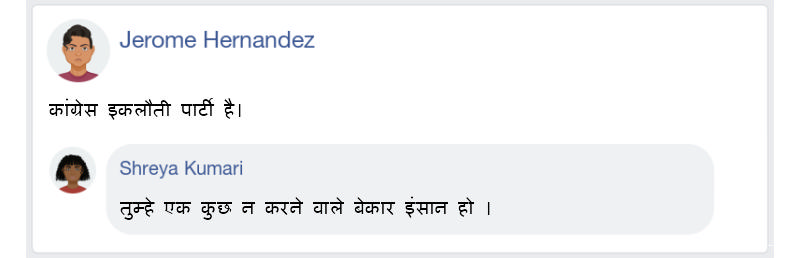 Jerome Hernandez
कांग्रेस इकलौती पार्टी है।
Shreya Kumari
तुम्हे एक कुछ न करने वाले बेकार इंसान हो ।